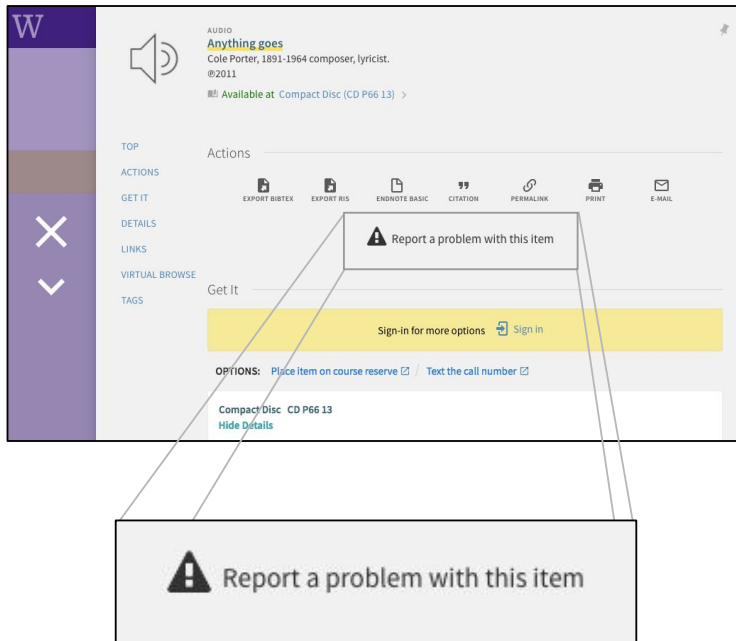 W
AUDIO
Anything goes
Cole Porter, 1891-1964 composer, lyricist.
℗2011
Available at Compact Disc (CD P66 13) >
TOP
ACTIONS
GET IT
DETAILS
LINKS
VIRTUAL BROWSE
TAGS
Actions
EXPORT BIBTEX EXPORT RIS ENDNOTE BASIC CITATION PERMALINK PRINT E-MAIL
Report a problem with this item
Get It
Sign-in for more options Sign in
OPTIONS: Place item on course reserve / Text the call number
Compact Disc CD P66 13
Hide Details
Report a problem with this item